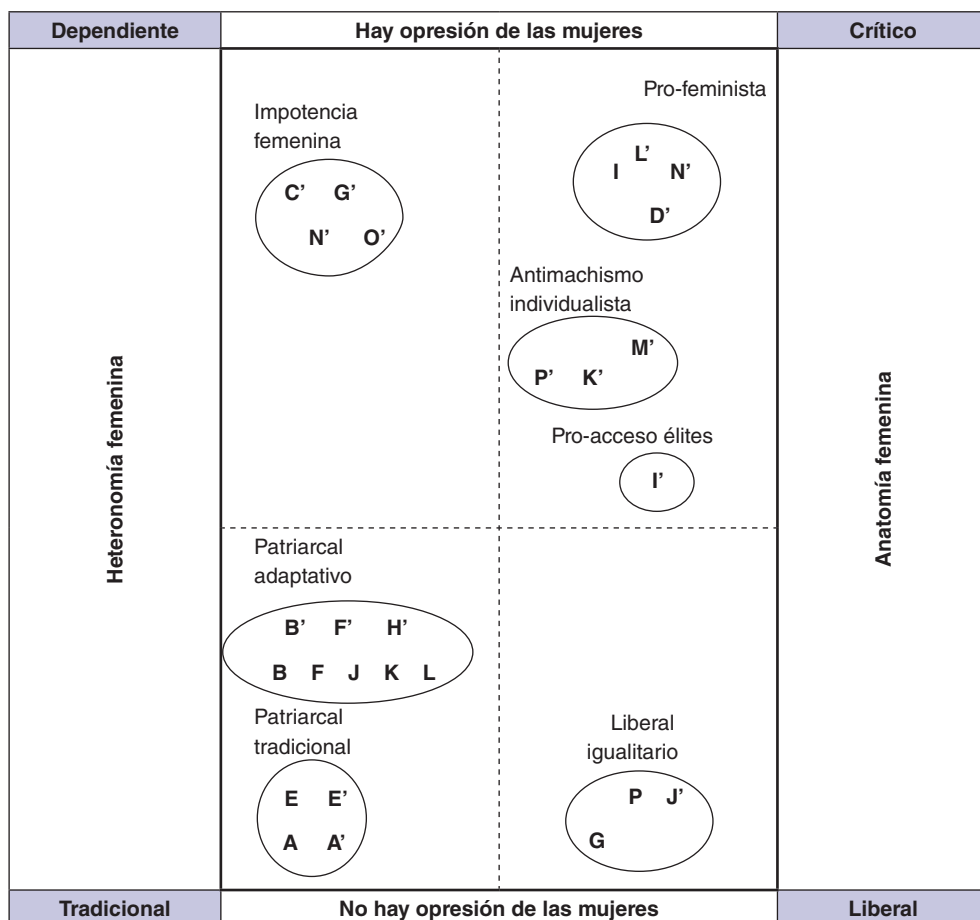 Dependiente
Hay opresión de las mujeres
Crítico
Heteronomía femenina
Impotencia
femenina
C’ G’
N’ O’
Pro-feminista
L’
I N’
D’
Antimachismo
individualista
M’
P’ K’
Pro-acceso élites
I’
Patriarcal
adaptativo
B’ F’ H’
B F J K L
Patriarcal
tradicional
E E’
A A’
Liberal
igualitario
P J’
G
Anatomía femenina
Tradicional
No hay opresión de las mujeres
Liberal